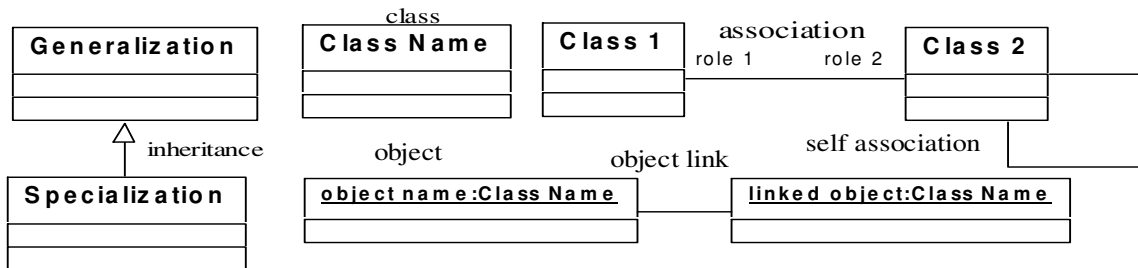 class
Generalization
Class Name
Class 1
association
Class 2
role 1
role 2
inheritance
object
object link
self association
Specialization
object name:Class Name
linked object:Class Name